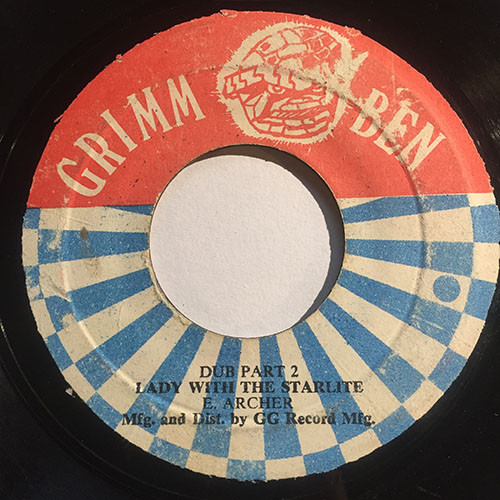 GRIMM BEN
DUB PART 2
LADY WITH THE STARLITE
E. ARCHER
Mfg. and Dist. by GG Record Mfg.